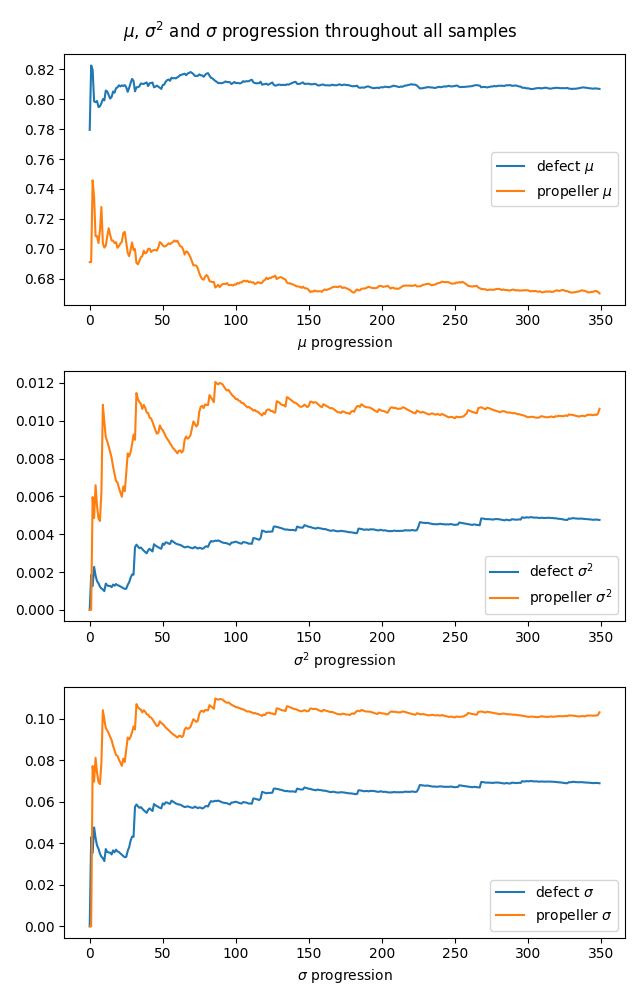 μ, σ² and σ progression throughout all samples
0.82
0.80
0.78
0.76
0.74
0.72
0.70
0.68
defect μ
propeller μ
0 50 100 150 200 250 300 350
μ progression
0.012
0.010
0.008
0.006
0.004
0.002
0.000
defect σ²
propeller σ²
0 50 100 150 200 250 300 350
σ² progression
0.10
0.08
0.06
0.04
0.02
0.00
defect σ
propeller σ
0 50 100 150 200 250 300 350
σ progression